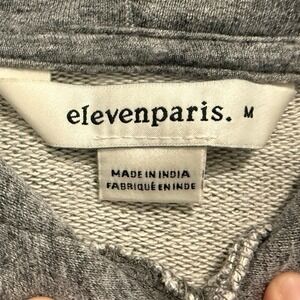 elevenparis. M
MADE IN INDIA
FABRIQUÉ EN INDE